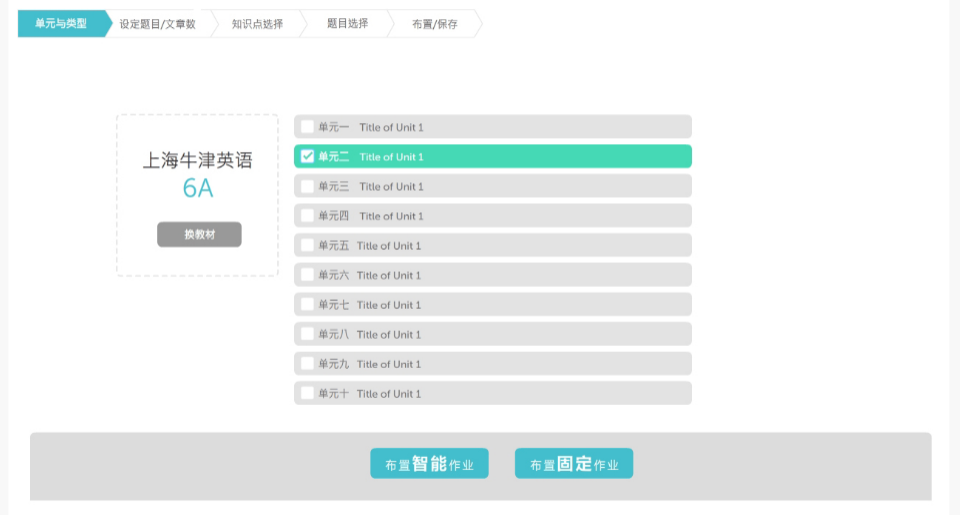 单元与类型 设定题目/文章数 知识点选择 题目选择 布置/保存
上海牛津英语
6A
换教材
单元一 Title of Unit 1
单元二 Title of Unit 1
单元三 Title of Unit 1
单元四 Title of Unit 1
单元五 Title of Unit 1
单元六 Title of Unit 1
单元七 Title of Unit 1
单元八 Title of Unit 1
单元九 Title of Unit 1
单元十 Title of Unit 1
布置智能作业 布置固定作业